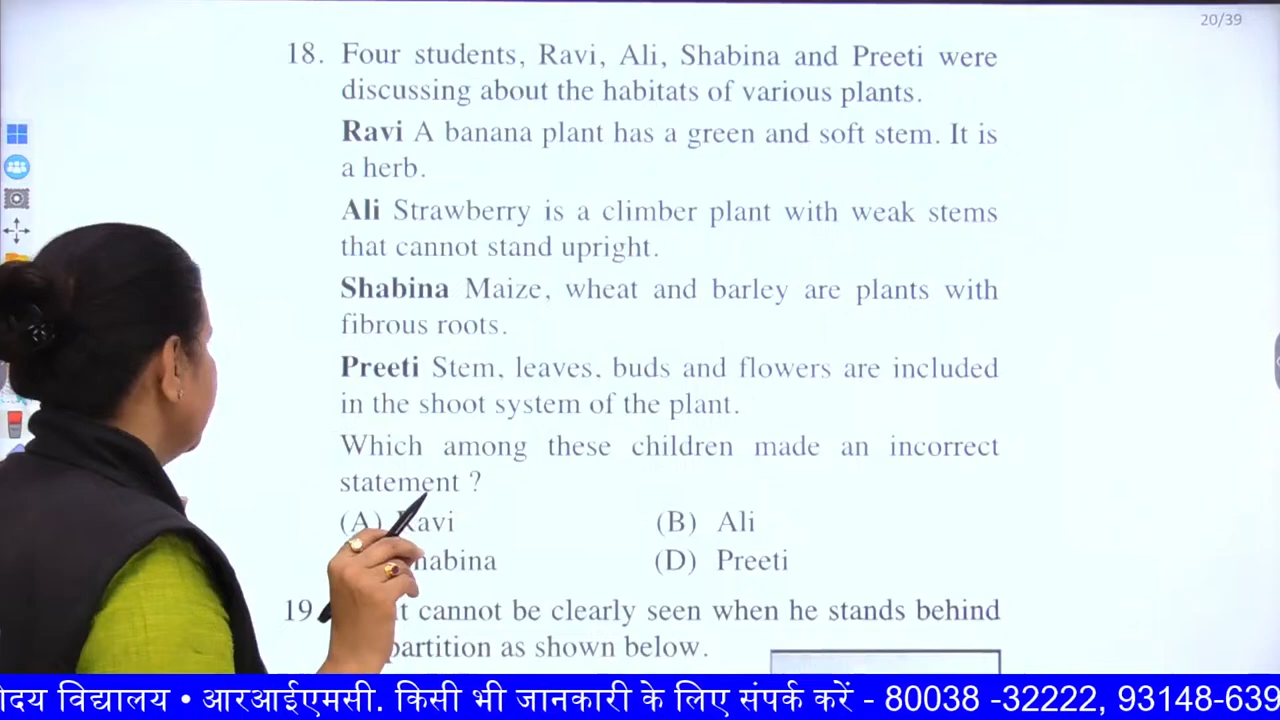 20/39
18. Four students, Ravi, Ali, Shabina and Preeti were
discussing about the habitats of various plants.
Ravi A banana plant has a green and soft stem. It is
a herb.
Ali Strawberry is a climber plant with weak stems
that cannot stand upright.
Shabina Maize, wheat and barley are plants with
fibrous roots.
Preeti Stem, leaves, buds and flowers are included
in the shoot system of the plant.
Which among these children made an incorrect
statement ?
(A) Ravi (B) Ali
habina (D) Preeti
19 t cannot be clearly seen when he stands behind
partition as shown below.
ोदय विद्यालय • आरआईएमसी. किसी भी जानकारी के लिए संपर्क करें - 80038 -32222, 93148-639